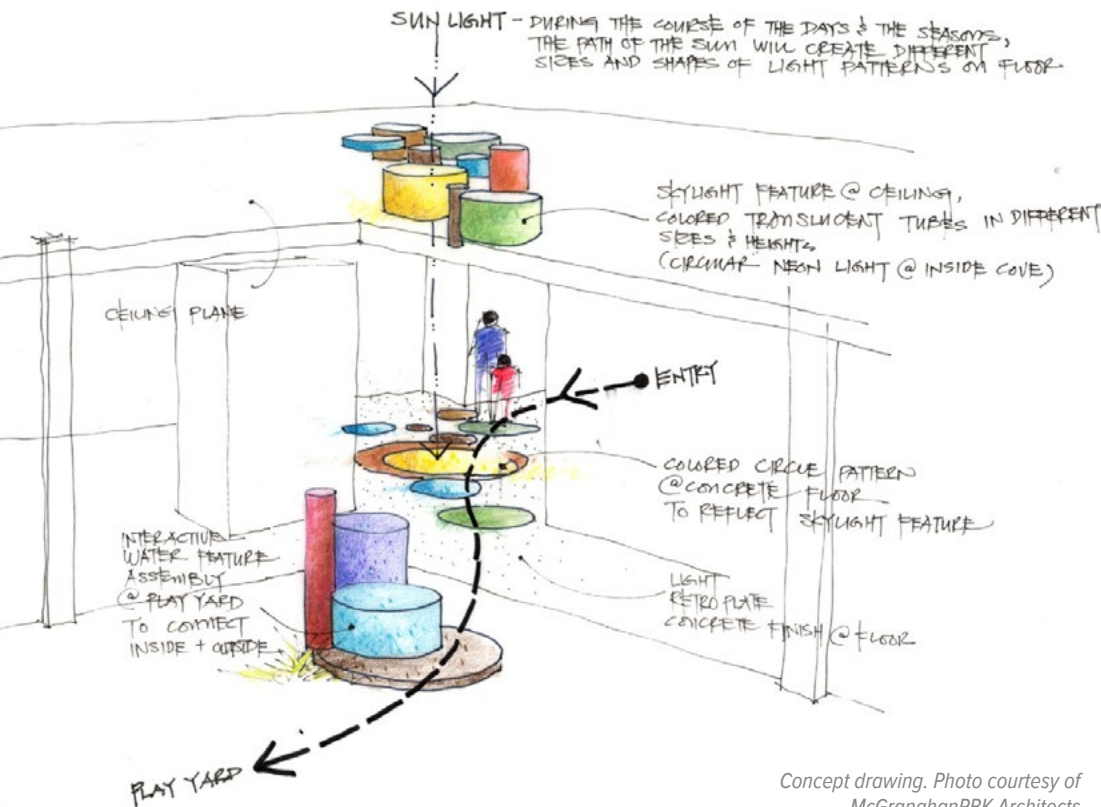 SUN LIGHT - DURING THE COURSE OF THE DAYS & THE SEASONS,
THE PATH OF THE SUN WILL CREATE DIFFERENT
SIZES AND SHAPES OF LIGHT PATTERNS ON FLOOR
SKYLIGHT FEATURE @ CEILING,
COLORED TRANSLUCENT TUBES IN DIFFERENT
SIZES & HEIGHTS
(CIRCULAR NEON LIGHT @ INSIDE COVE)
CEILING PLANE
ENTRY
COLORED CIRCLE PATTERN
@ CONCRETE FLOOR
TO REFLECT SKYLIGHT FEATURE
INTERACTIVE
WATER FEATURE
ASSEMBLY
@ PLAY YARD
TO CONNECT
INSIDE + OUTSIDE
LIGHT
RETROPLATE
CONCRETE FINISH @ FLOOR
PLAY YARD
Concept drawing. Photo courtesy of
McGranahanPBK Architects